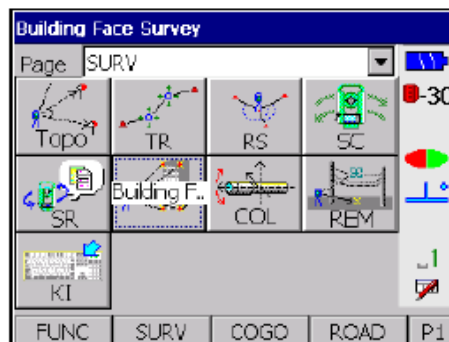 Building Face Survey
Page SURV
-30
Topo TR RS SC
SR Building F.. COL REM
KI
1
FUNC SURV COGO ROAD P1